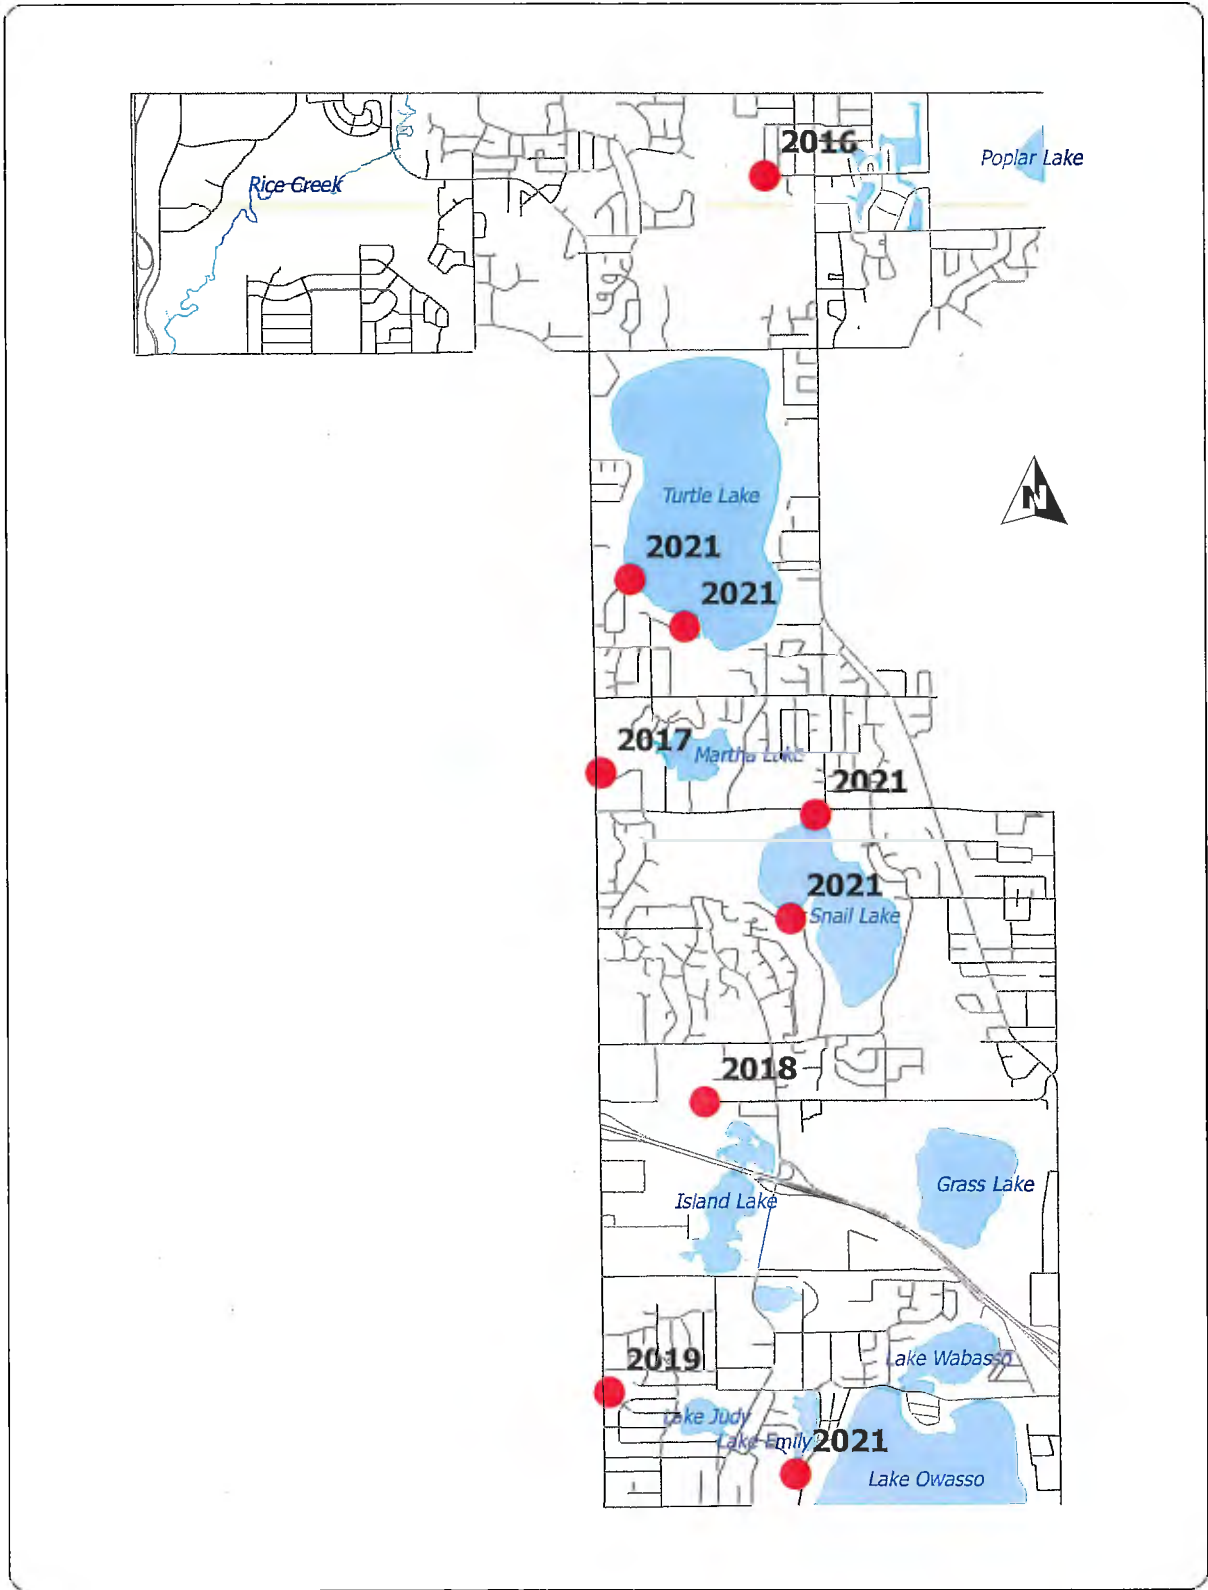 2016
Poplar Lake
Rice Creek
Turtle Lake
N
2021
2021
2017
Martha Lake
2021
2021
Snail Lake
2018
Grass Lake
Island Lake
Lake Wabasso
2019
Lake Judy
Lake Emily
2021
Lake Owasso